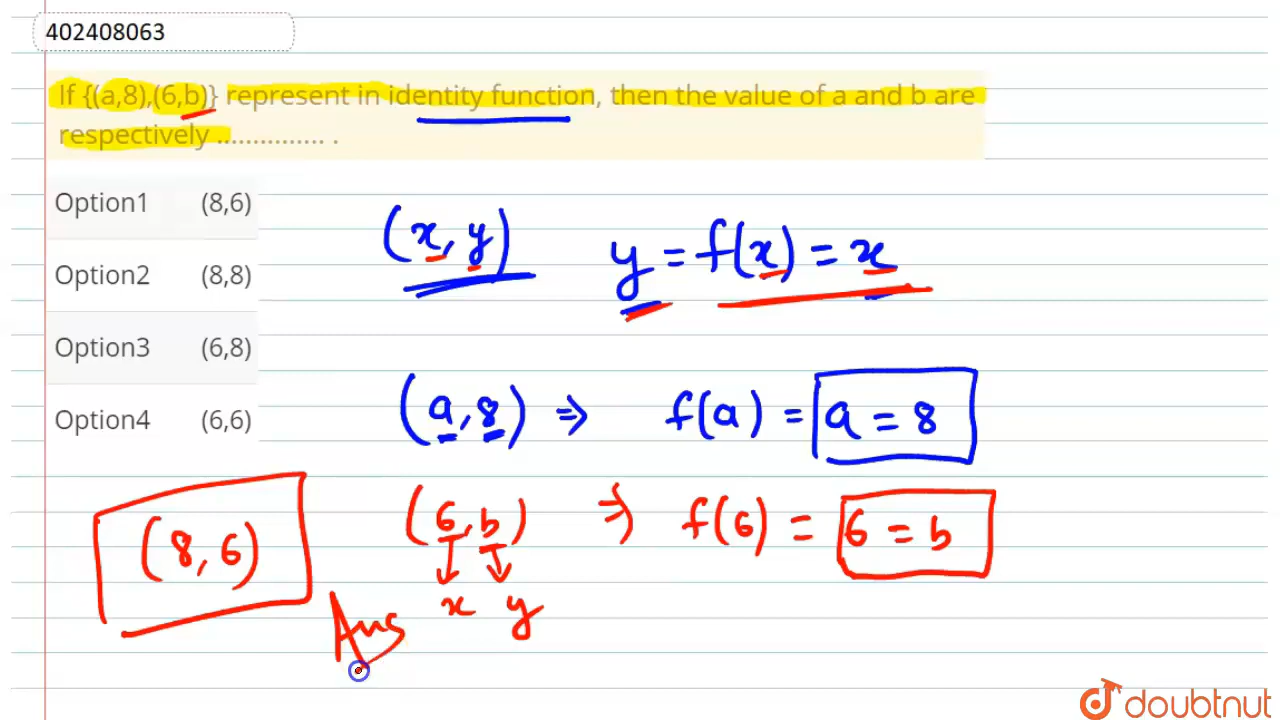 402408063
If {(a,8),(6,b)} represent in identity function, then the value of a and b are
respectively ............... .
Option1 (8,6)
Option2 (8,8)
Option3 (6,8)
Option4 (6,6)
(x, y) y = f(x) = x
(a, 8) ⇒ f(a) = a = 8
(6, b) ⇒ f(6) = 6 = b
x y
(8, 6)
Ans
doubtnut